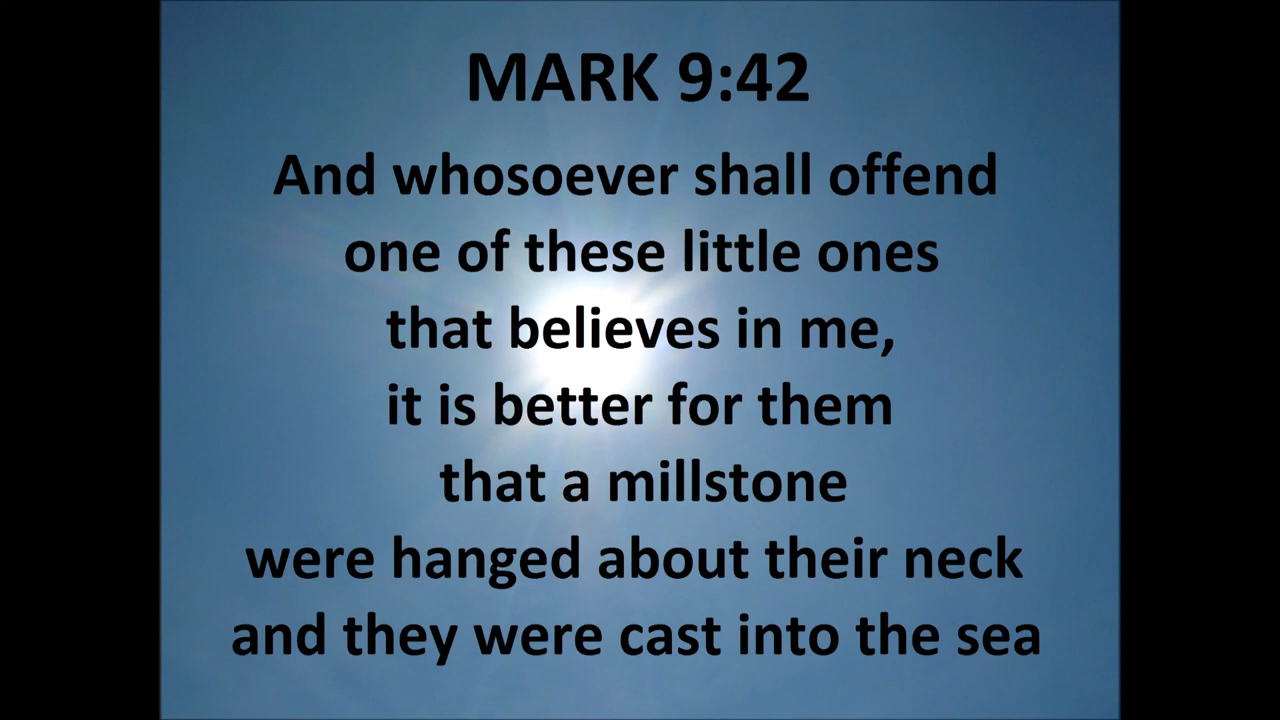 MARK 9:42
And whosoever shall offend
one of these little ones
that believes in me,
it is better for them
that a millstone
were hanged about their neck
and they were cast into the sea